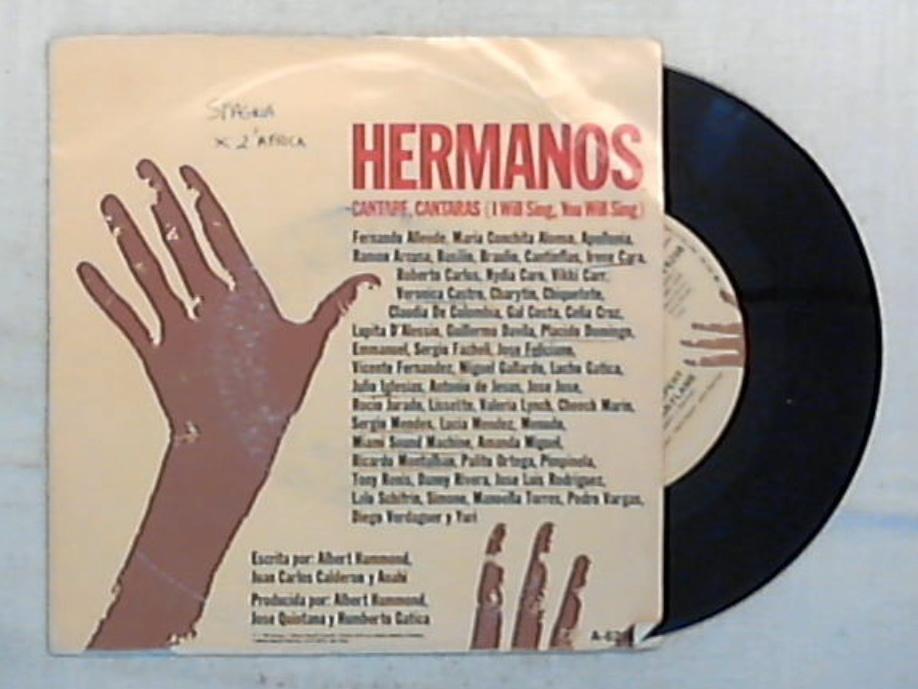 SPAGNA
x L'AFRICA
HERMANOS
CANTARE, CANTARAS (I Will Sing, You Will Sing)
Fernando Allende, Maria Conchita Alonso, Apollonia,
Ramon Arcusa, Basilio, Braulio, Cantinflas, Irene Cara,
Roberto Carlos, Nydia Caro, Vikki Carr,
Veronica Castro, Charytin, Chiquetete,
Claudia De Colombia, Gal Costa, Celia Cruz,
Lupita D'Alessio, Guillermo Davila, Placido Domingo,
Emmanuel, Sergio Fachelli, Jose Feliciano,
Vicente Fernandez, Miguel Gallardo, Lucho Gatica,
Julio Iglesias, Antonio de Jesus, Jose Jose,
Rocio Jurado, Lissette, Valeria Lynch, Cheech Marin,
Sergio Mendes, Lucia Mendez, Menudo,
Miami Sound Machine, Amanda Miguel,
Ricardo Montalban, Palito Ortega, Pimpinela,
Tony Renis, Danny Rivera, Jose Luis Rodriguez,
Lalo Schifrin, Simone, Manoella Torres, Pedro Vargas,
Diego Verdaguer y Yuri
Escrita por: Albert Hammond,
Juan Carlos Calderon y Anahi
Producida por: Albert Hammond,
Jose Quintana y Humberto Gatica